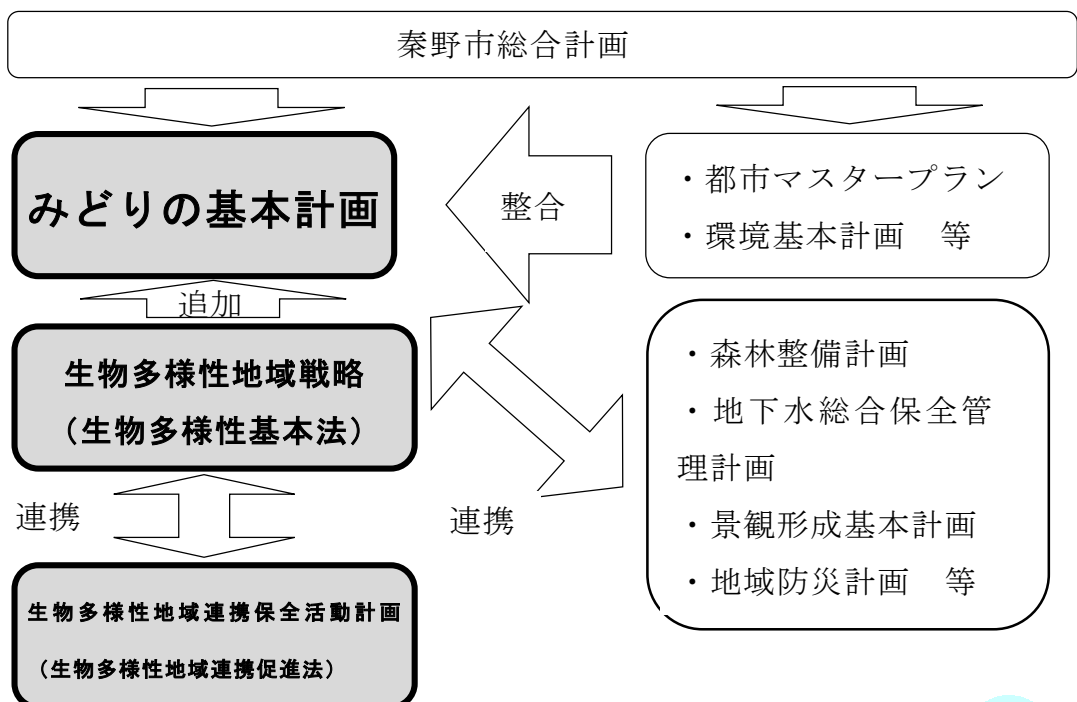 秦野市総合計画
みどりの基本計画
整合
・都市マスタープラン
・環境基本計画　等
追加
生物多様性地域戦略
（生物多様性基本法）
・森林整備計画
・地下水総合保全管
理計画
・景観形成基本計画
・地域防災計画　等
連携
連携
生物多様性地域連携保全活動計画
（生物多様性地域連携促進法）